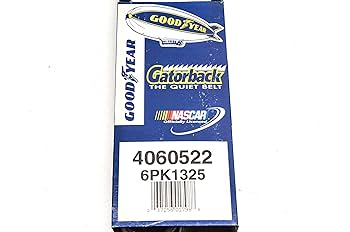 GOODYEAR
GOODYEAR
Gatorback
THE QUIET BELT
NASCAR
4060522
6PK1325